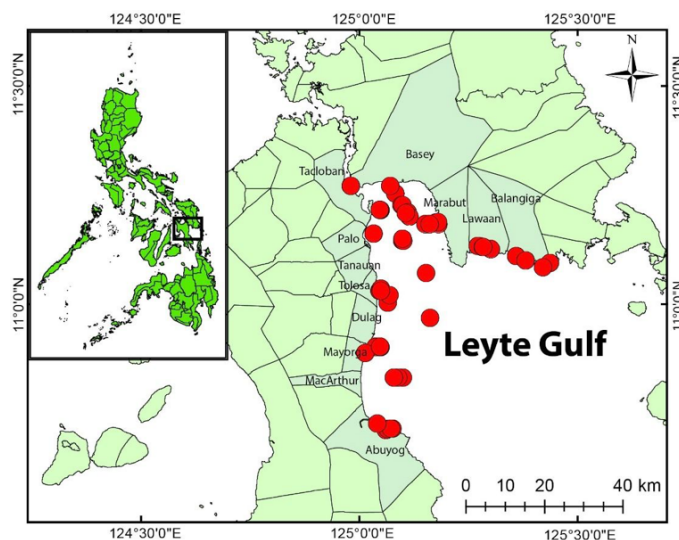 124°30'0"E
125°0'0"E
125°30'0"E
N
11°30'0"N
11°30'0"N
Basey
Tacloban
Marabut
Balangiga
Lawaan
Palo
Tanauan
Tolosa
11°0'0"N
11°0'0"N
Dulag
Leyte Gulf
Mayorga
MacArthur
Abuyog
0 10 20 40 km
124°30'0"E
125°0'0"E
125°30'0"E